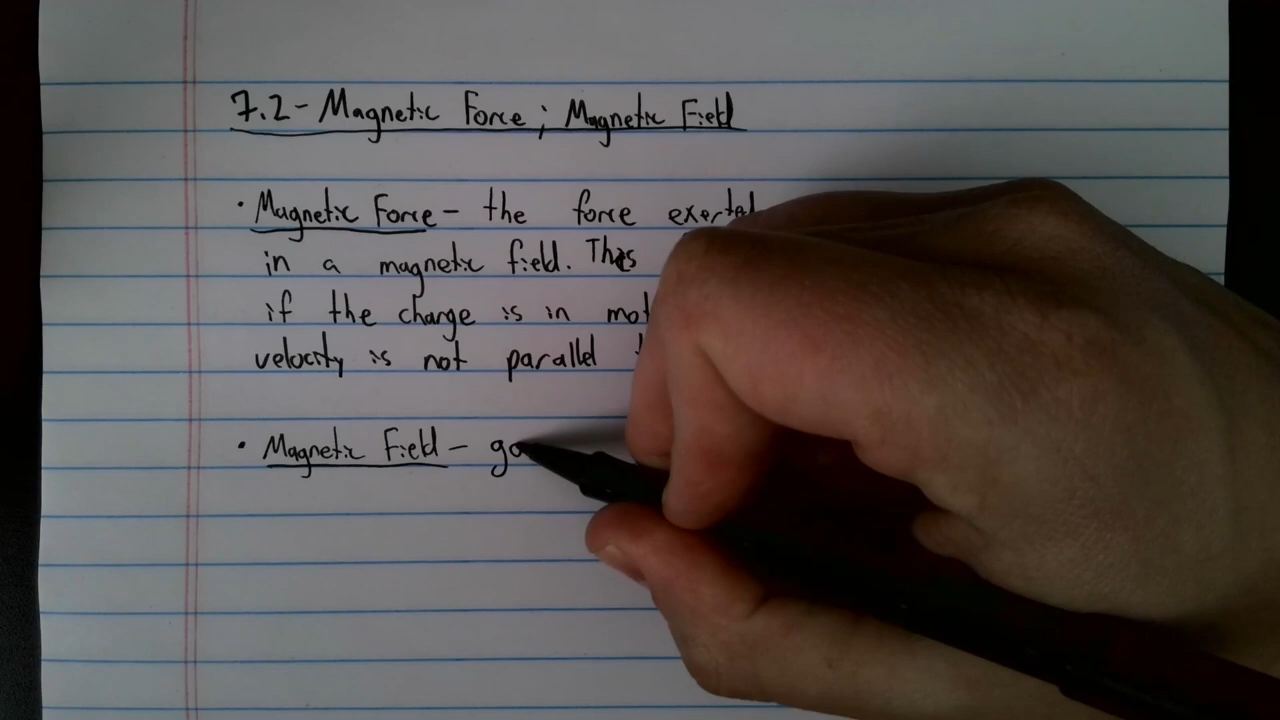 7.2 - Magnetic Force ; Magnetic Field
• Magnetic Force - the force exerted
in a magnetic field. This
if the charge is in mot
velocity is not parallel
• Magnetic Field - go